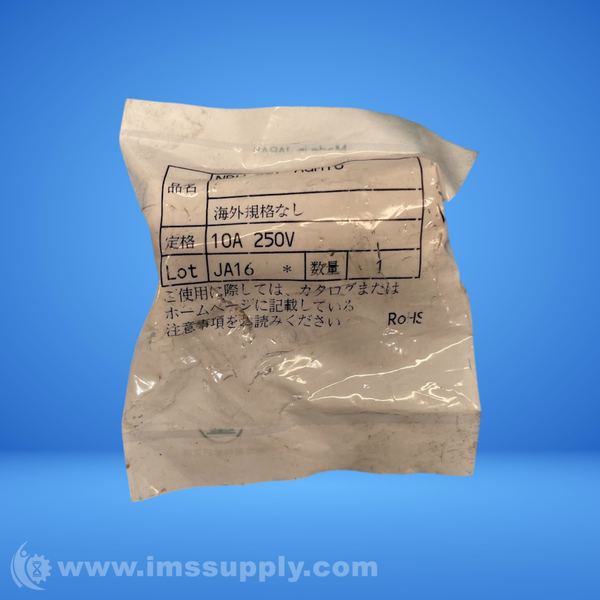 Made in JAPAN
品名
海外規格なし
定格 10A 250V
Lot JA16 * 数量 1
ご使用に際しては、カタログまたは
ホームページに記載している
注意事項をお読みください RoHS
www.imssupply.com